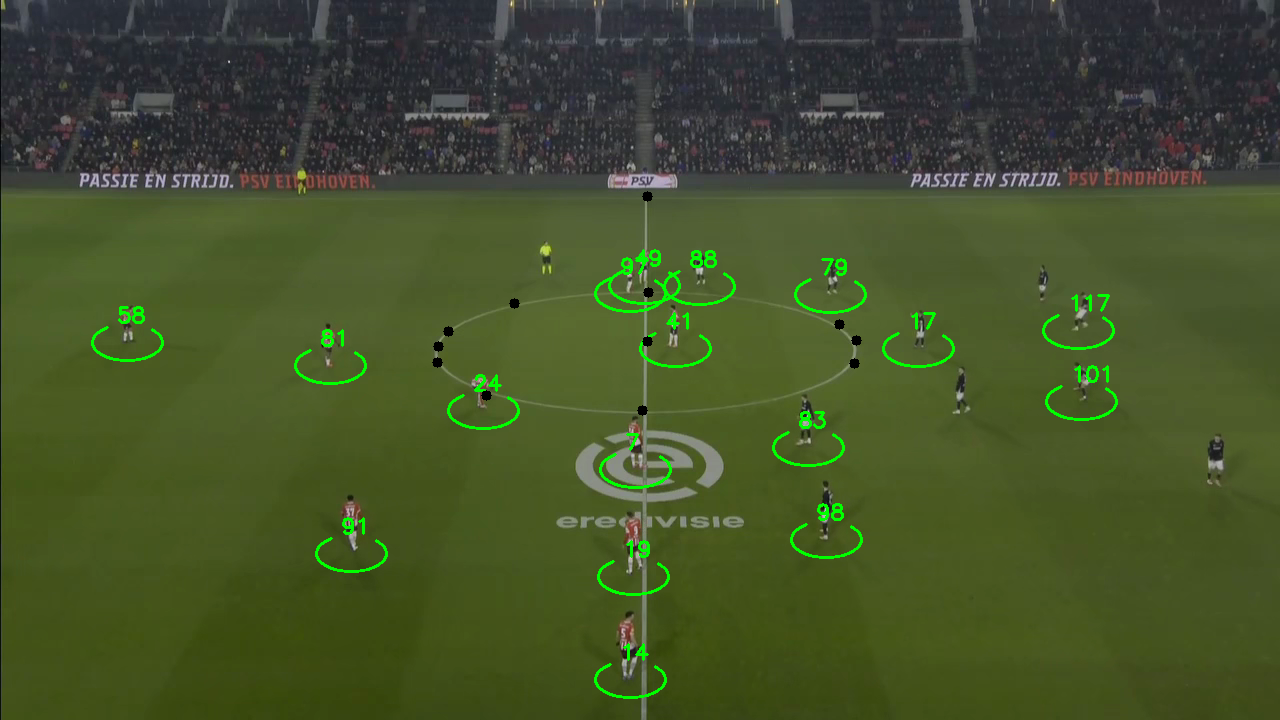 PASSIE EN STRIJD. PSV EINDHOVEN. PSV PASSIE EN STRIJD. PSV EINDHOVEN.
97 49 88 79
58 81 41 17 117
24 101
7 83
eredivisie
91 98
19
14
5